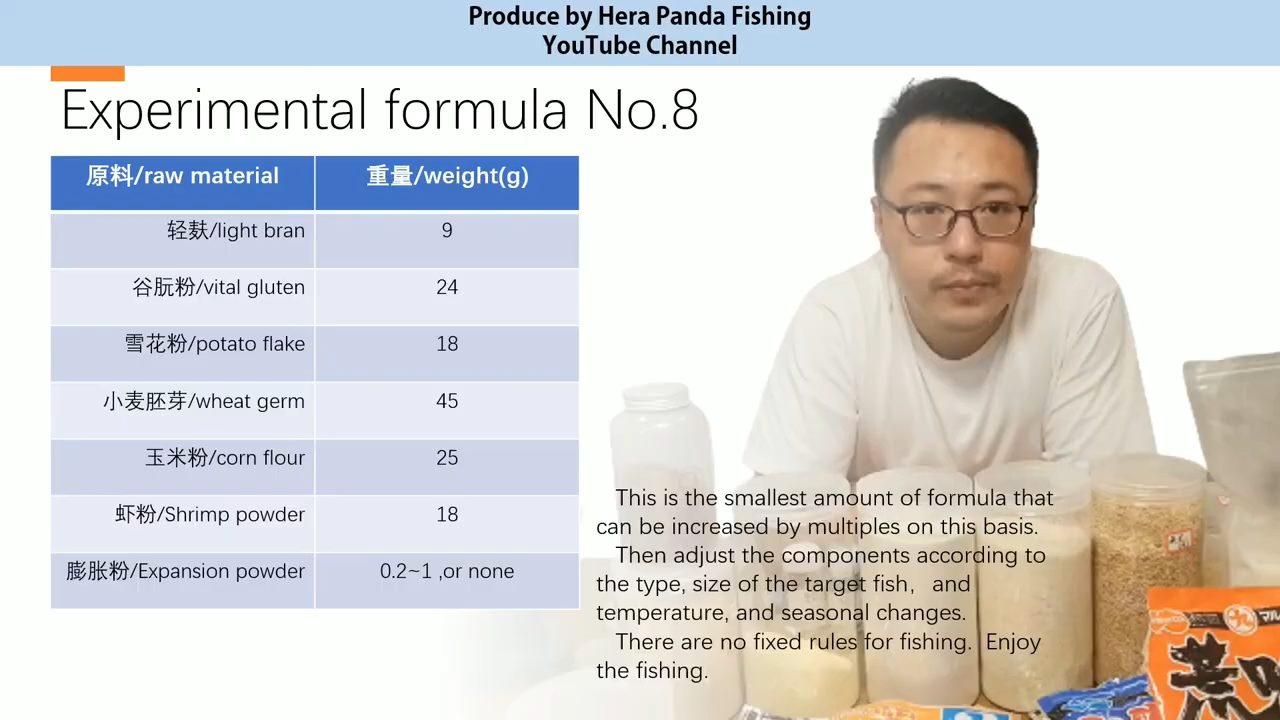 Produce by Hera Panda Fishing
YouTube Channel
Experimental formula No.8
原料/raw material 重量/weight(g)
轻麸/light bran 9
谷朊粉/vital gluten 24
雪花粉/potato flake 18
小麦胚芽/wheat germ 45
玉米粉/corn flour 25
虾粉/Shrimp powder 18
膨胀粉/Expansion powder 0.2~1 ,or none
This is the smallest amount of formula that
can be increased by multiples on this basis.
Then adjust the components according to
the type, size of the target fish, and
temperature, and seasonal changes.
There are no fixed rules for fishing. Enjoy
the fishing.
九
マル